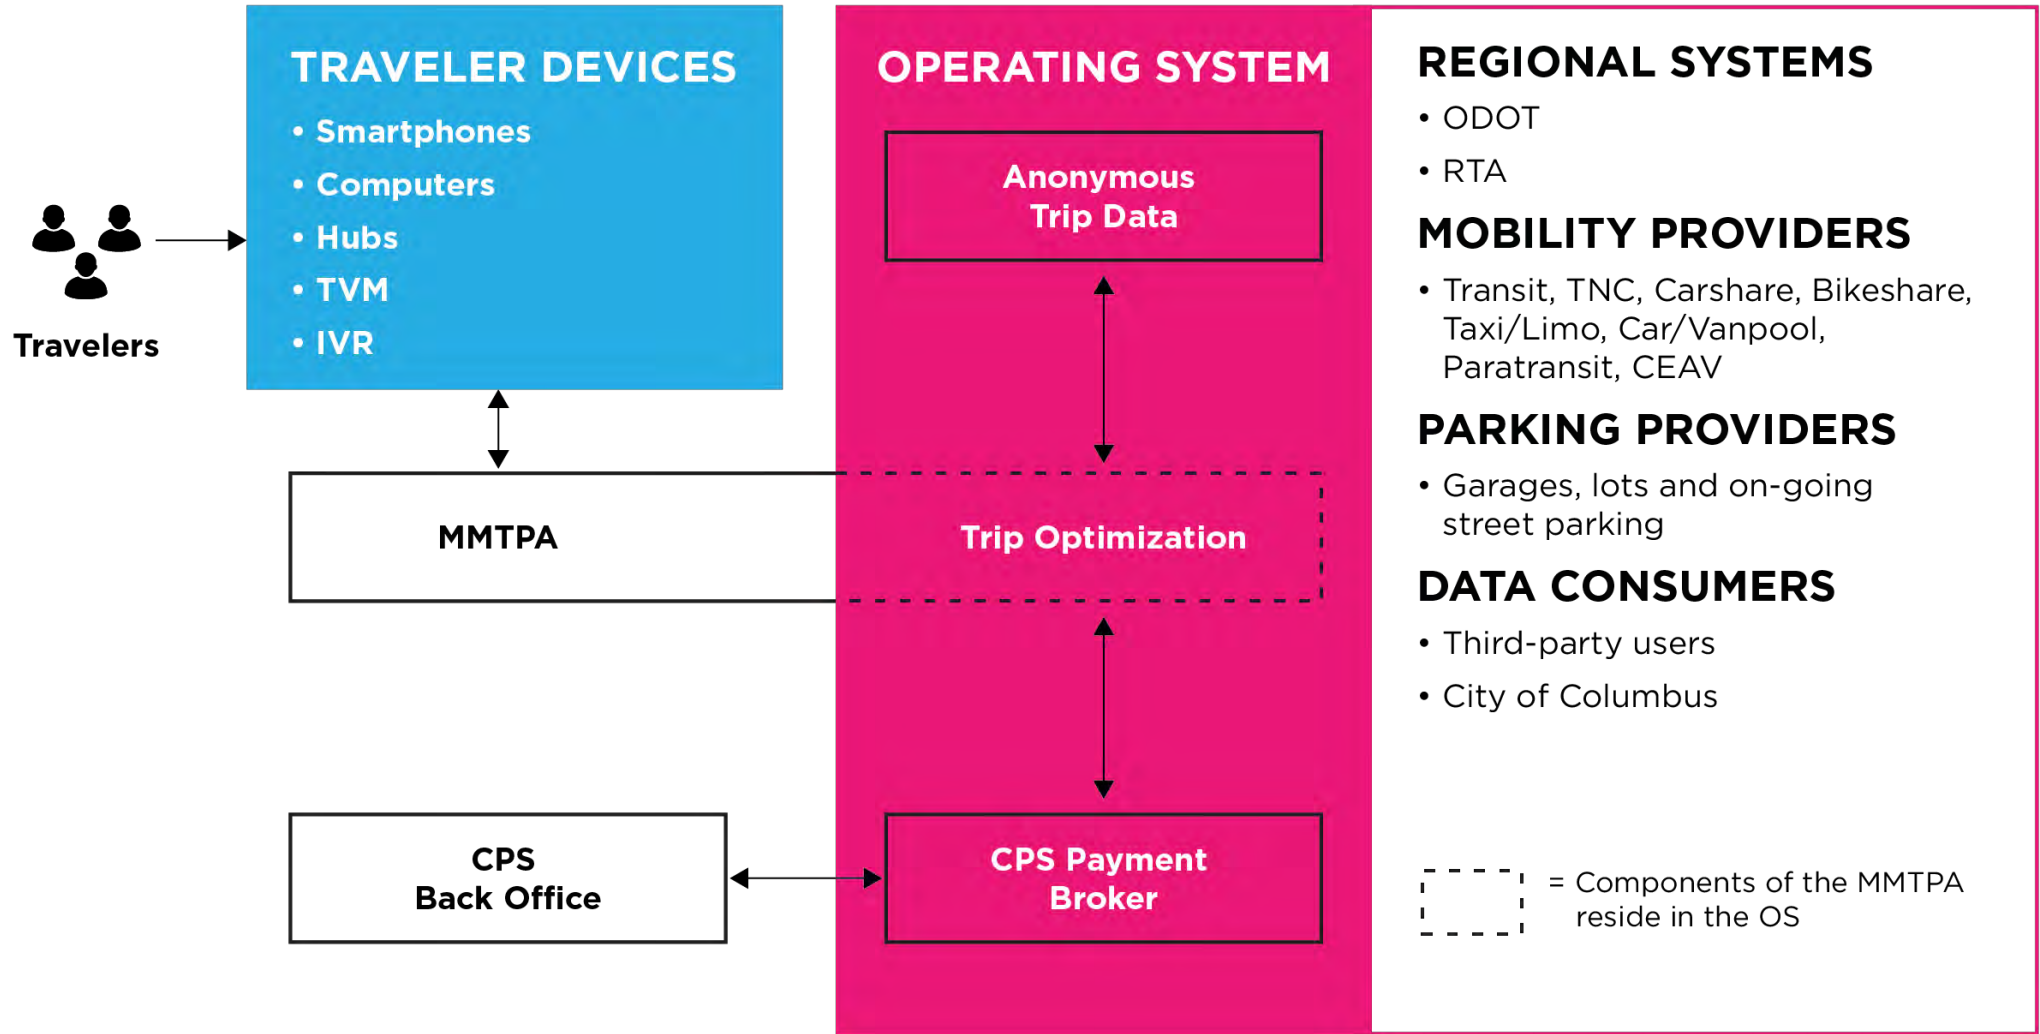 Travelers
TRAVELER DEVICES
• Smartphones
• Computers
• Hubs
• TVM
• IVR
MMTPA
CPS
Back Office
OPERATING SYSTEM
Anonymous
Trip Data
Trip Optimization
CPS Payment
Broker
REGIONAL SYSTEMS
• ODOT
• RTA
MOBILITY PROVIDERS
• Transit, TNC, Carshare, Bikeshare,
Taxi/Limo, Car/Vanpool,
Paratransit, CEAV
PARKING PROVIDERS
• Garages, lots and on-going
street parking
DATA CONSUMERS
• Third-party users
• City of Columbus
= Components of the MMTPA
reside in the OS